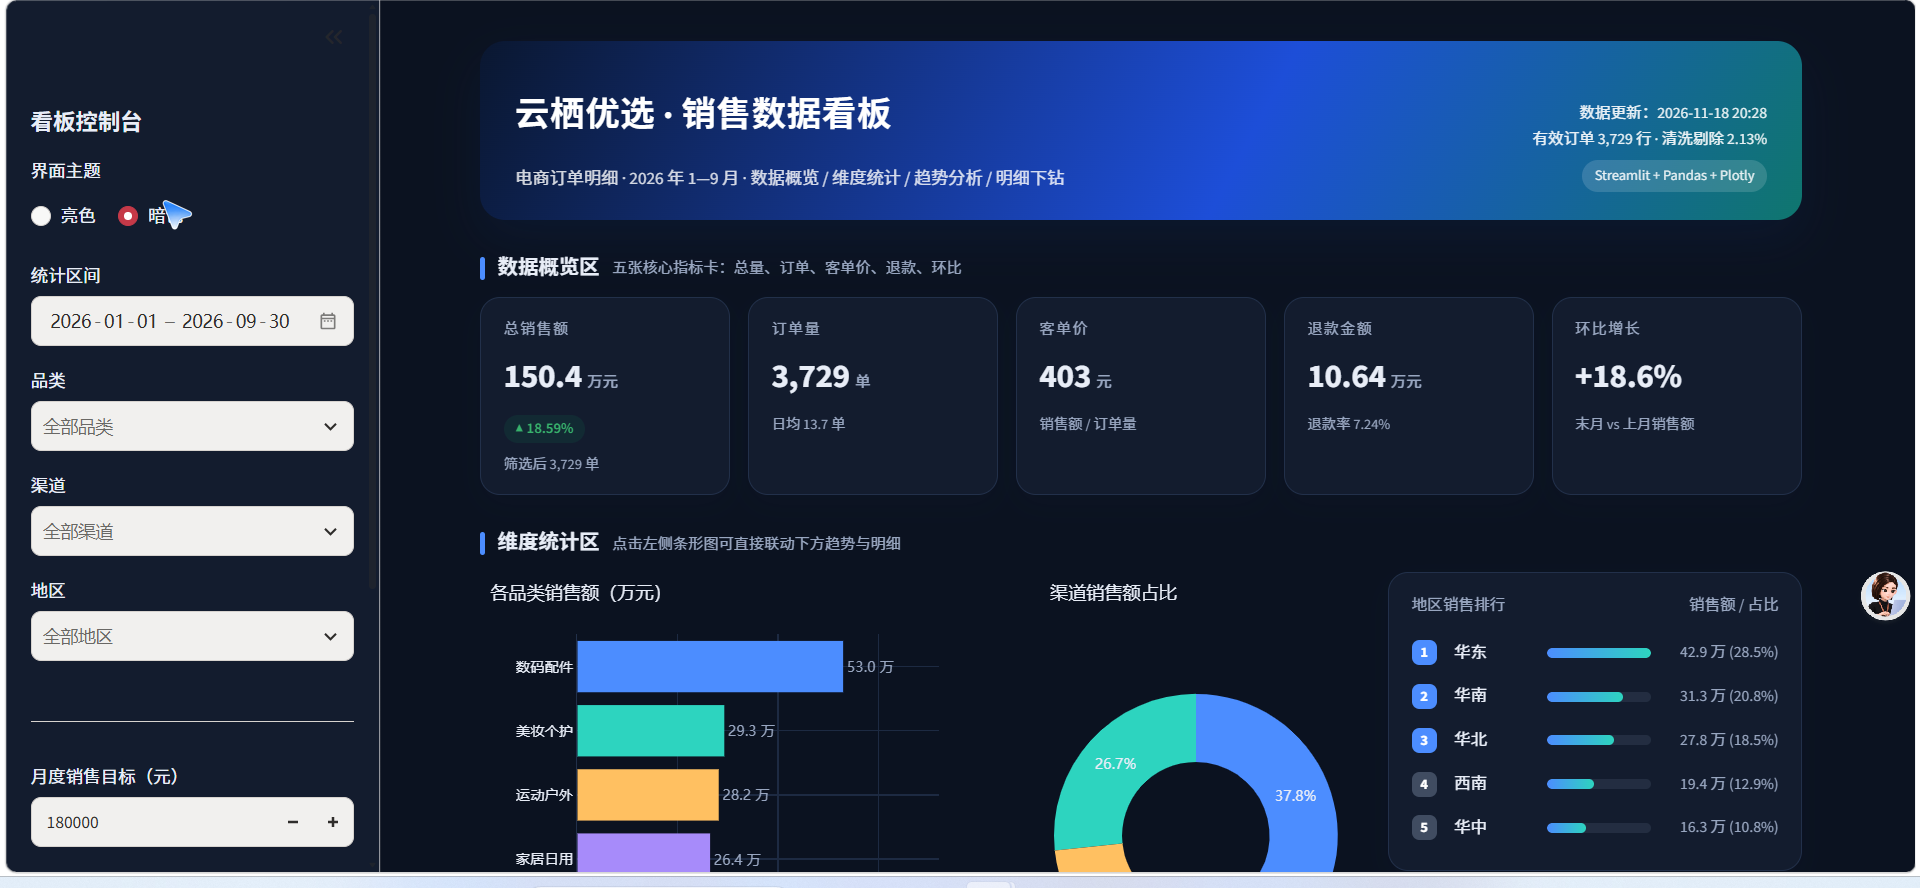 看板控制台
界面主题
亮色
暗
统计区间
2026-01-01 – 2026-09-30
品类
全部品类
渠道
全部渠道
地区
全部地区
月度销售目标（元）
180000
云栖优选 · 销售数据看板
电商订单明细 · 2026 年 1—9 月 · 数据概览 / 维度统计 / 趋势分析 / 明细下钻
数据更新：2026-11-18 20:28
有效订单 3,729 行 · 清洗剔除 2.13%
Streamlit + Pandas + Plotly
数据概览区 五张核心指标卡：总量、订单、客单价、退款、环比
总销售额
150.4 万元
▲ 18.59%
筛选后 3,729 单
订单量
3,729 单
日均 13.7 单
客单价
403 元
销售额 / 订单量
退款金额
10.64 万元
退款率 7.24%
环比增长
+18.6%
末月 vs 上月销售额
维度统计区 点击左侧条形图可直接联动下方趋势与明细
各品类销售额（万元）
数码配件 53.0 万
美妆个护 29.3 万
运动户外 28.2 万
家居日用 26.4 万
渠道销售额占比
26.7%
37.8%
地区销售排行 销售额 / 占比
1 华东 42.9 万 (28.5%)
2 华南 31.3 万 (20.8%)
3 华北 27.8 万 (18.5%)
4 西南 19.4 万 (12.9%)
5 华中 16.3 万 (10.8%)